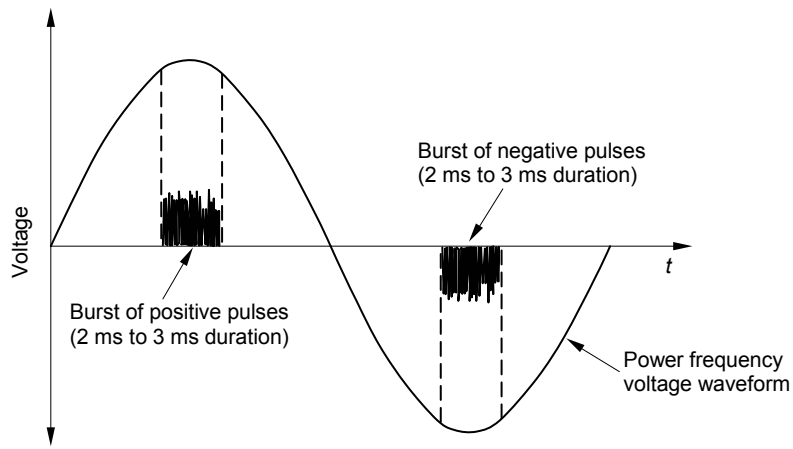 Voltage
Burst of negative pulses
(2 ms to 3 ms duration)
t
Burst of positive pulses
(2 ms to 3 ms duration)
Power frequency
voltage waveform